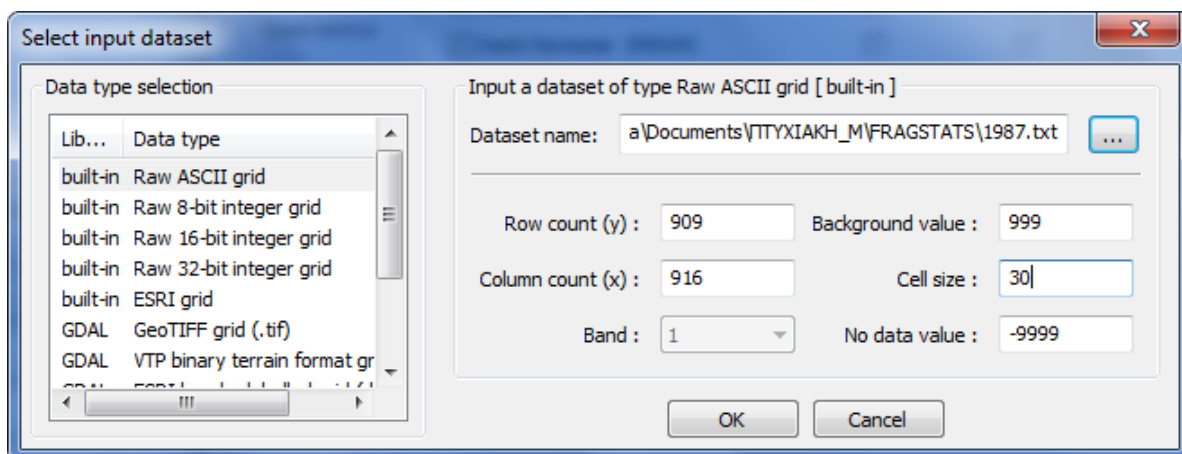 Select input dataset
Data type selection
Lib... Data type
built-in Raw ASCII grid
built-in Raw 8-bit integer grid
built-in Raw 16-bit integer grid
built-in Raw 32-bit integer grid
built-in ESRI grid
GDAL GeoTIFF grid (.tif)
GDAL VTP binary terrain format gr
Input a dataset of type Raw ASCII grid [ built-in ]
Dataset name: a\Documents\ΠΤΥΧΙΑΚΗ_Μ\FRAGSTATS\1987.txt ...
Row count (y) : 909 Background value : 999
Column count (x) : 916 Cell size : 30
Band : 1 No data value : -9999
OK Cancel